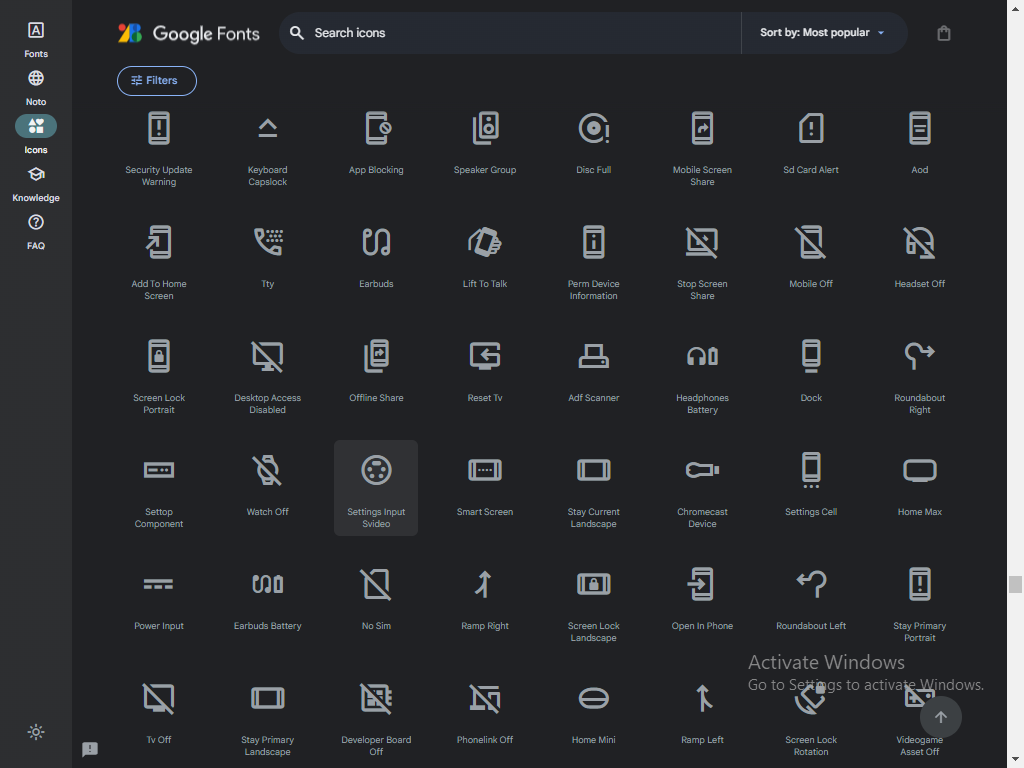 Google Fonts
Search icons
Sort by: Most popular
Fonts
Noto
Icons
Knowledge
FAQ
Filters
Security Update
Warning
Keyboard
Capslock
App Blocking
Speaker Group
Disc Full
Mobile Screen
Share
Sd Card Alert
Aod
Add To Home
Screen
Tty
Earbuds
Lift To Talk
Perm Device
Information
Stop Screen
Share
Mobile Off
Headset Off
Screen Lock
Portrait
Desktop Access
Disabled
Offline Share
Reset Tv
Adf Scanner
Headphones
Battery
Dock
Roundabout
Right
Settop
Component
Watch Off
Settings Input
Svideo
Smart Screen
Stay Current
Landscape
Chromecast
Device
Settings Cell
Home Max
Power Input
Earbuds Battery
No Sim
Ramp Right
Screen Lock
Landscape
Open In Phone
Roundabout Left
Stay Primary
Portrait
Activate Windows
Go to Settings to activate Windows.
Tv Off
Stay Primary
Landscape
Developer Board
Off
Phonelink Off
Home Mini
Ramp Left
Screen Lock
Rotation
Videogame
Asset Off